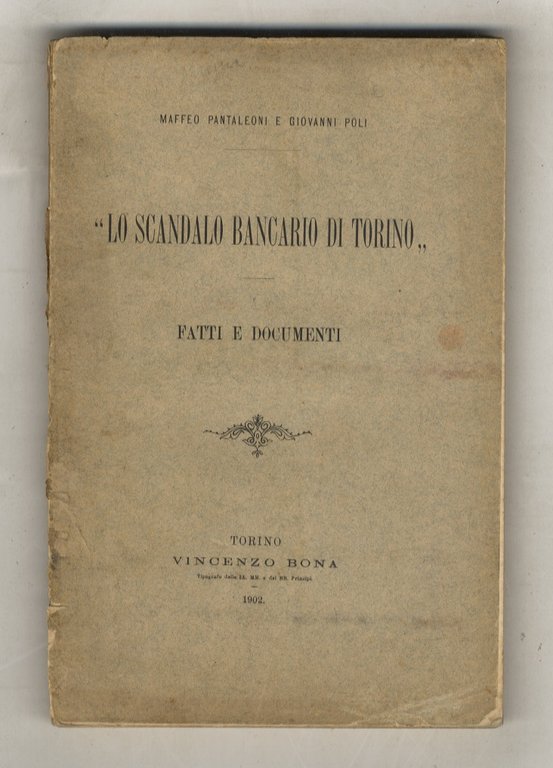 MAFFEO PANTALEONI E GIOVANNI POLI
“LO SCANDALO BANCARIO DI TORINO„
FATTI E DOCUMENTI
TORINO
VINCENZO BONA
Tipografo delle LL. MM. e dei RR. Principi
1902.